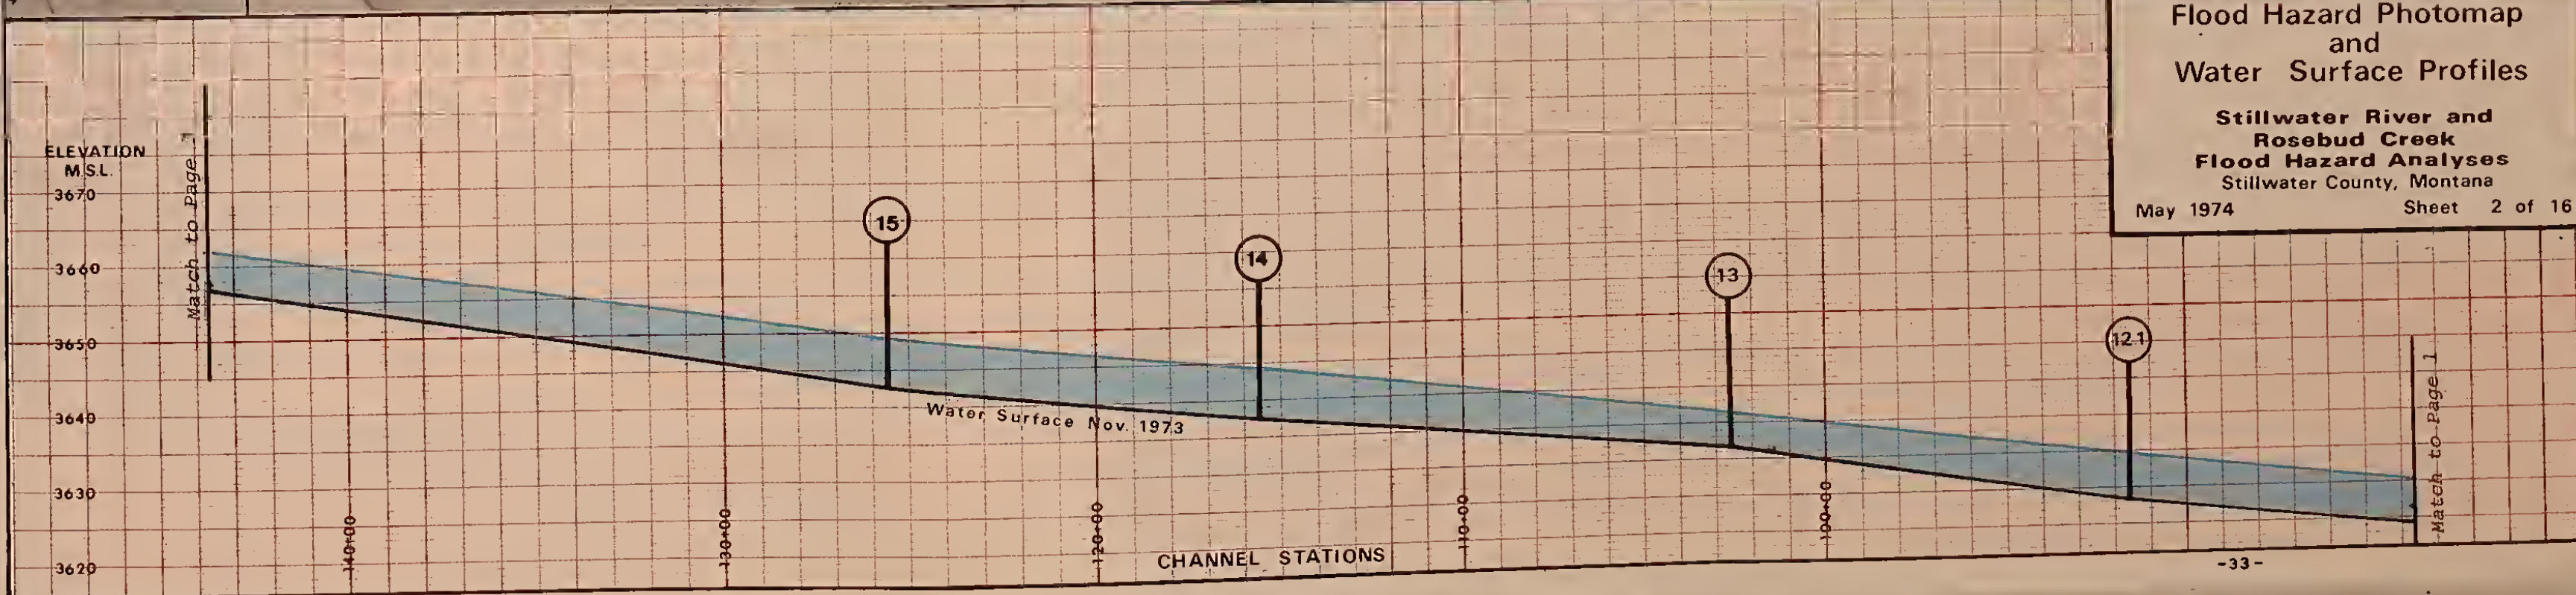 Flood Hazard Photomap
and
Water Surface Profiles
Stillwater River and
Rosebud Creek
Flood Hazard Analyses
Stillwater County, Montana
May 1974 Sheet 2 of 16
ELEVATION
M.S.L.
3670
3660
3650
3640
3630
3620
Match to Page 1
15
14
13
12.1
Water Surface Nov. 1973
Match to Page 1
140+00
130+00
120+00
110+00
100+00
CHANNEL STATIONS
-33-